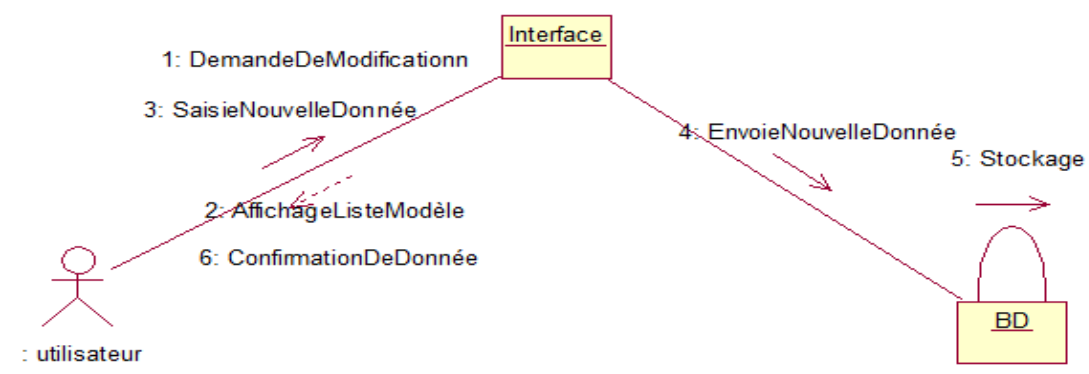 Interface
1: DemandeDeModificationn
3: SaisieNouvelleDonnée
4: EnvoieNouvelleDonnée
5: Stockage
2: AffichageListeModèle
6: ConfirmationDeDonnée
BD
: utilisateur